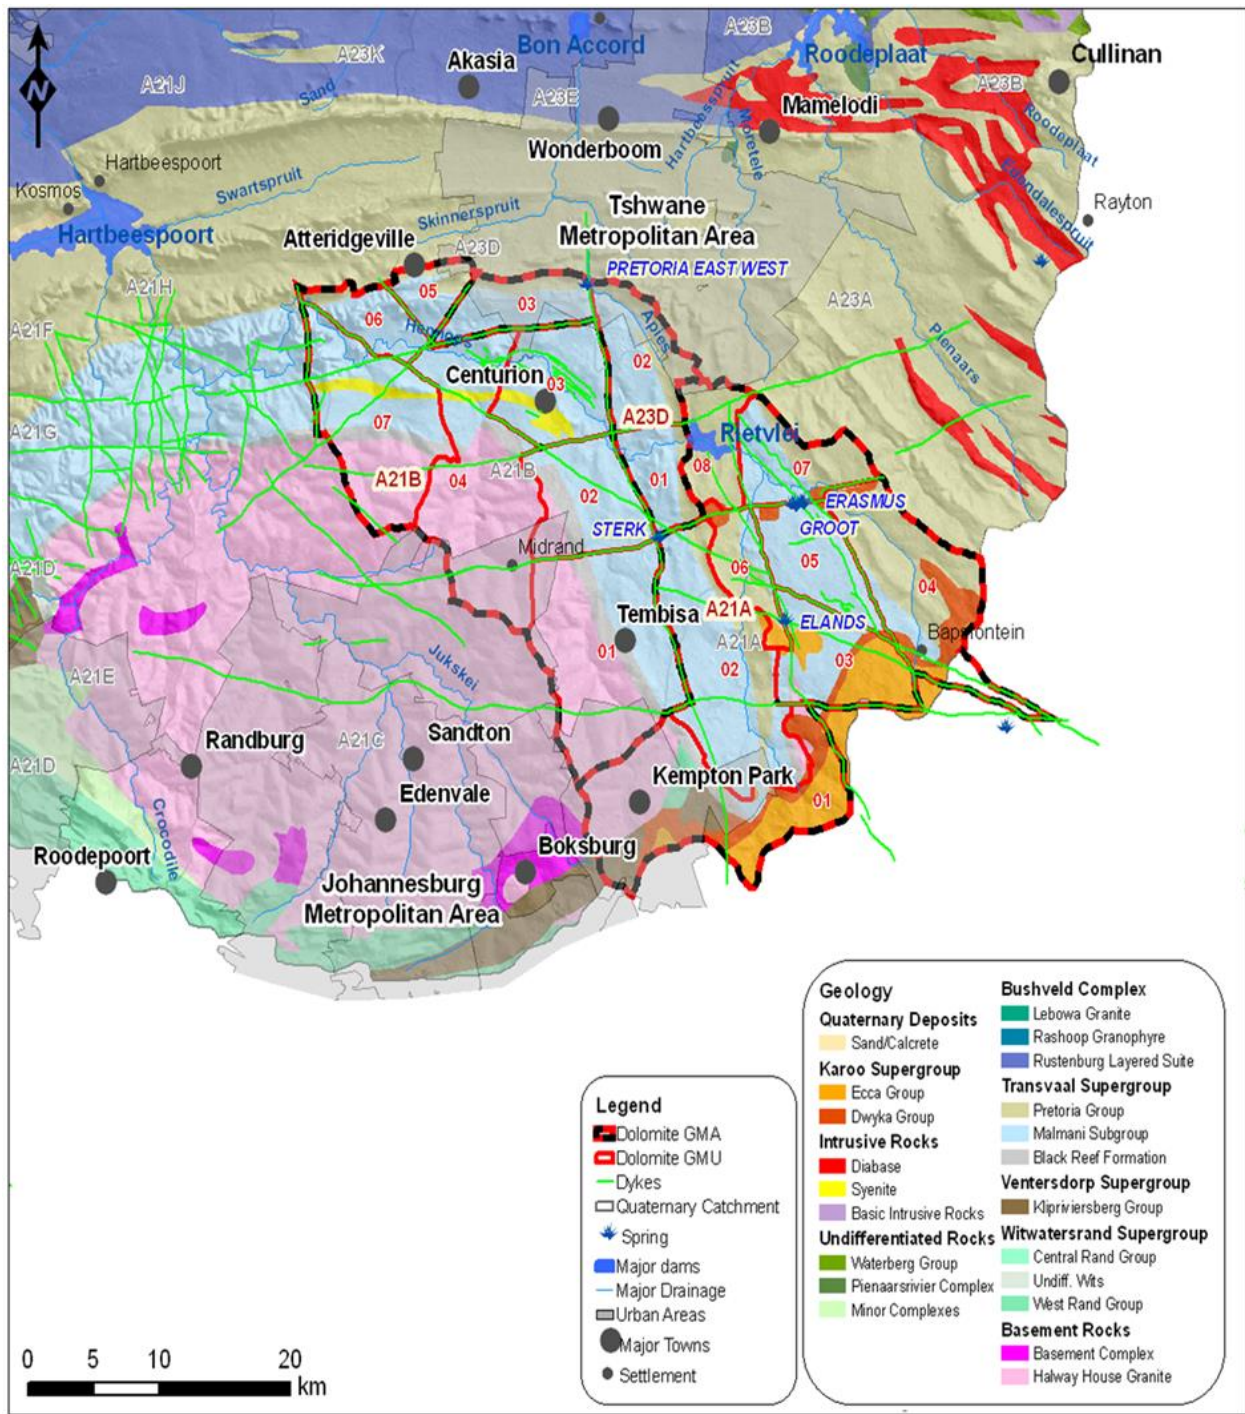 A23B
A23K
Bon Accord
Roodeplaat
Cullinan
Akasia
A21J
A23B
Sand
A23E
Mamelodi
Hartbeesspruit
Moretele
Roodeplaat
Wonderboom
Hartbeespoort
Edendalespruit
Kosmos
Swartspruit
Rayton
Skinnerspruit
Tshwane
Metropolitan Area
Hartbeespoort
Atteridgeville
A23D
PRETORIA EAST/WEST
A21H
05
03
A23A
06
Hennops
Apies
A21F
02
Pienaars
Centurion
03
07
A23D
A21G
Rietvlei
A21B
04
A21B
02
01
08
07
STERK
ERASMUS
GROOT
Midrand
A21D
06
05
04
Tembisa
A21A
ELANDS
Bapsfontein
01
A21A
02
03
Jukskei
A21E
Randburg
A21C
Sandton
A21D
Kempton Park
Edenvale
01
Crocodile
Roodepoort
Boksburg
Johannesburg
Metropolitan Area
N
Geology
Quaternary Deposits
Sand/Calcrete
Karoo Supergroup
Ecca Group
Dwyka Group
Intrusive Rocks
Diabase
Syenite
Basic Intrusive Rocks
Undifferentiated Rocks
Waterberg Group
Pienaarsrivier Complex
Minor Complexes
Bushveld Complex
Lebowa Granite
Rashoop Granophyre
Rustenburg Layered Suite
Transvaal Supergroup
Pretoria Group
Malmani Subgroup
Black Reef Formation
Ventersdorp Supergroup
Klipriviersberg Group
Witwatersrand Supergroup
Central Rand Group
Undiff. Wits
West Rand Group
Basement Rocks
Basement Complex
Halway House Granite
Legend
Dolomite GMA
Dolomite GMU
Dykes
Quaternary Catchment
Spring
Major dams
Major Drainage
Urban Areas
Major Towns
Settlement
0 5 10 20
km